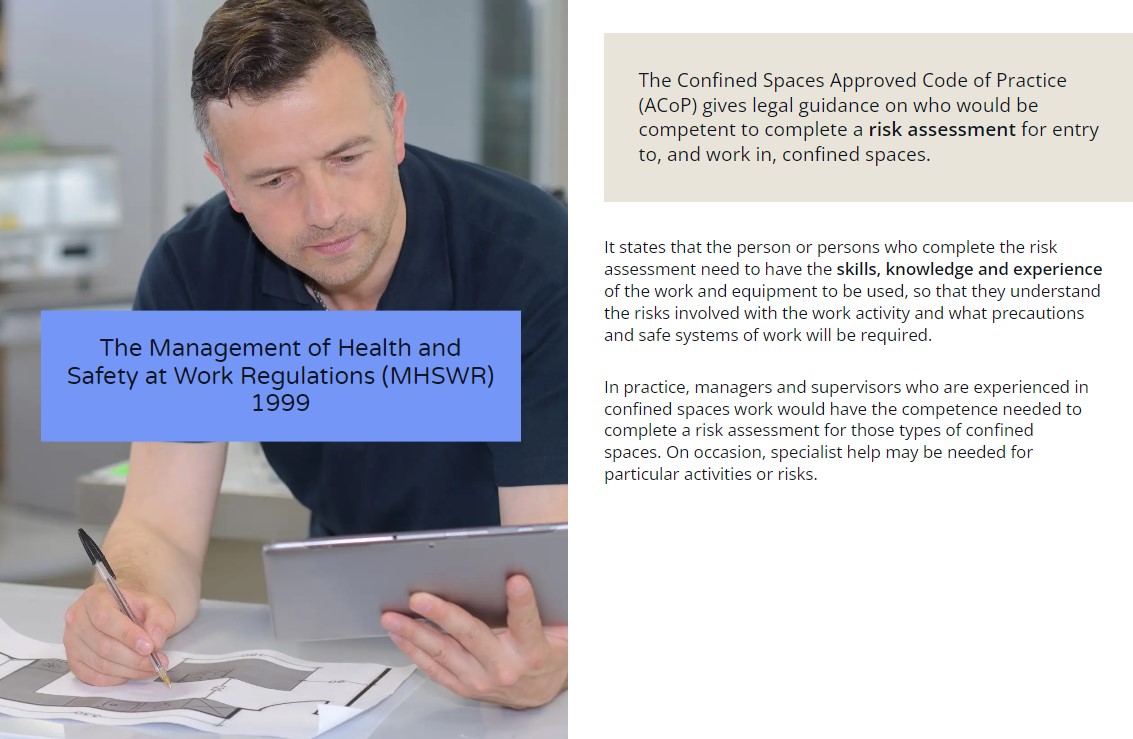 The Management of Health and
Safety at Work Regulations (MHSWR)
1999
The Confined Spaces Approved Code of Practice
(ACoP) gives legal guidance on who would be
competent to complete a risk assessment for entry
to, and work in, confined spaces.
It states that the person or persons who complete the risk
assessment need to have the skills, knowledge and experience
of the work and equipment to be used, so that they understand
the risks involved with the work activity and what precautions
and safe systems of work will be required.
In practice, managers and supervisors who are experienced in
confined spaces work would have the competence needed to
complete a risk assessment for those types of confined
spaces. On occasion, specialist help may be needed for
particular activities or risks.